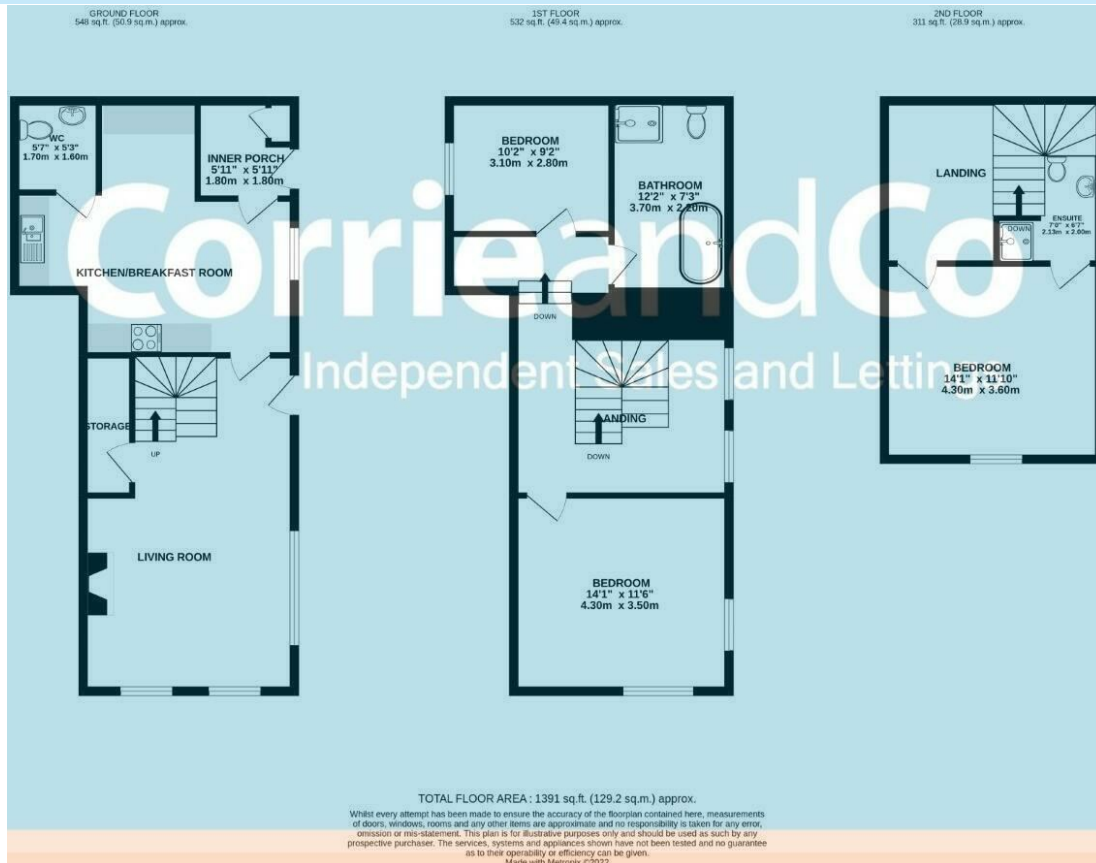 GROUND FLOOR
548 sq.ft. (50.9 sq.m.) approx.
1ST FLOOR
532 sq.ft. (49.4 sq.m.) approx.
2ND FLOOR
311 sq.ft. (28.9 sq.m.) approx.
WC
5'7" x 5'3"
1.70m x 1.60m
INNER PORCH
5'11" x 5'11"
1.80m x 1.80m
KITCHEN/BREAKFAST ROOM
STORAGE
UP
LIVING ROOM
BEDROOM
10'2" x 9'2"
3.10m x 2.80m
BATHROOM
12'2" x 7'3"
3.70m x 2.20m
DOWN
LANDING
DOWN
BEDROOM
14'1" x 11'6"
4.30m x 3.50m
LANDING
ENSUITE
7'0" x 6'7"
2.13m x 2.00m
DOWN
BEDROOM
14'1" x 11'10"
4.30m x 3.60m
CorrieandCo
Independent Sales and Lettings
TOTAL FLOOR AREA : 1391 sq.ft. (129.2 sq.m.) approx.
Whilst every attempt has been made to ensure the accuracy of the floorplan contained here, measurements
of doors, windows, rooms and any other items are approximate and no responsibility is taken for any error,
omission or mis-statement. This plan is for illustrative purposes only and should be used as such by any
prospective purchaser. The services, systems and appliances shown have not been tested and no guarantee
as to their operability or efficiency can be given.
Made with Metropix ©2022